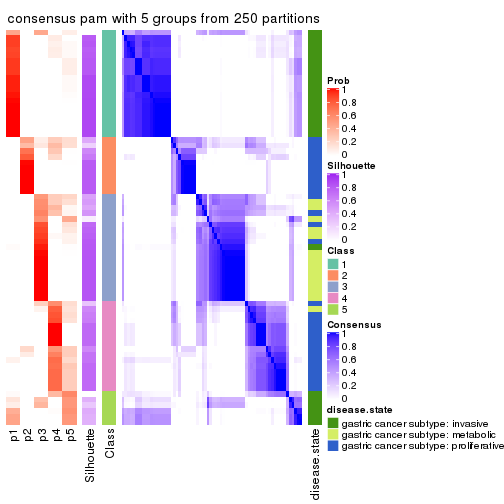 consensus pam with 5 groups from 250 partitions
Prob
1
0.8
0.6
0.4
0.2
0
Silhouette
1
0.8
0.6
0.4
0.2
0
Class
1
2
3
4
5
Consensus
1
0.8
0.6
0.4
0.2
0
disease.state
gastric cancer subtype: invasive
gastric cancer subtype: metabolic
gastric cancer subtype: proliferative
p1
p2
p3
p4
p5
Silhouette
Class
disease.state